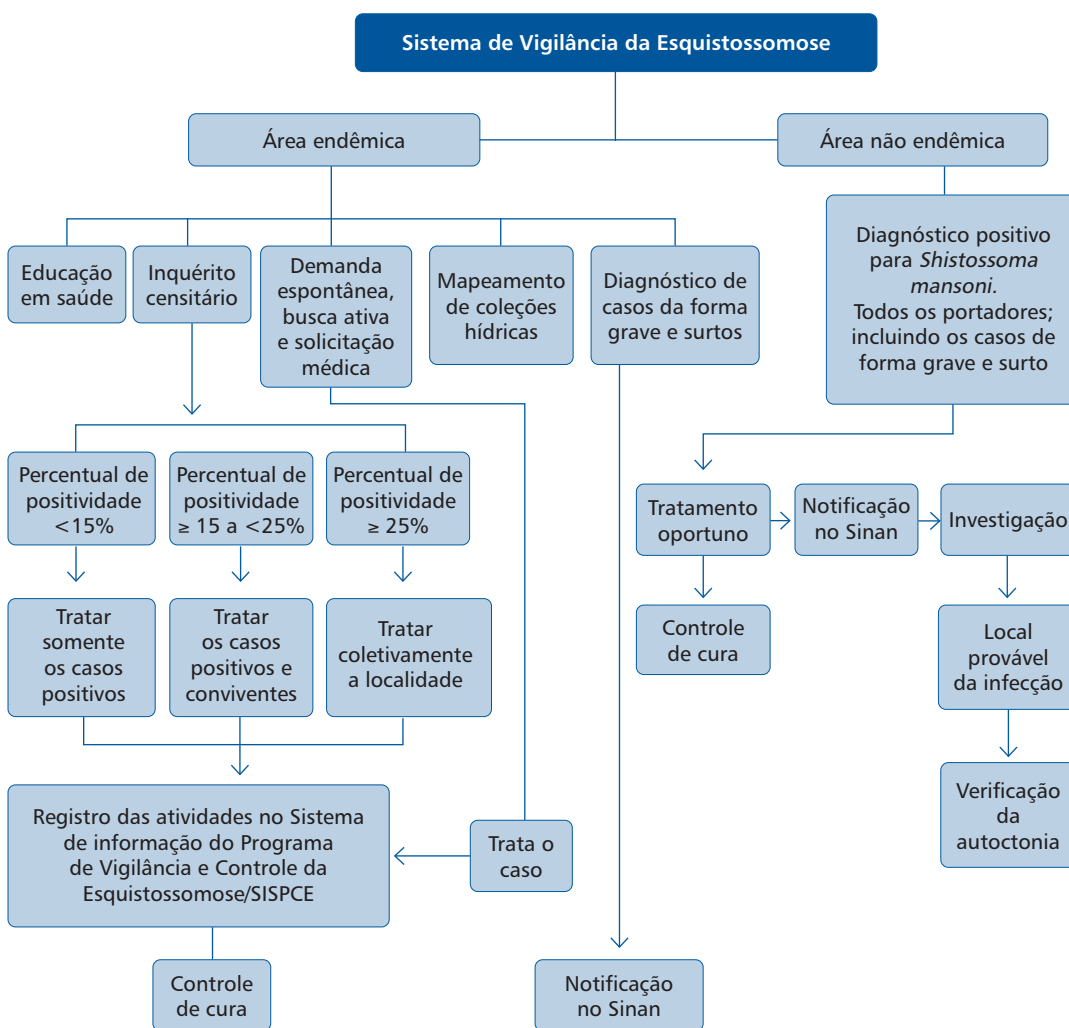 Sistema de Vigilância da Esquistossomose
Área endêmica
Área não endêmica
Educação
em saúde
Inquérito
censitário
Demanda
espontânea,
busca ativa
e solicitação
médica
Mapeamento
de coleções
hídricas
Diagnóstico de
casos da forma
grave e surtos
Diagnóstico positivo
para Shistossoma
mansoni.
Todos os portadores;
incluindo os casos de
forma grave e surto
Percentual de
positividade
<15%
Percentual de
positividade
≥ 15 a <25%
Percentual de
positividade
≥ 25%
Tratamento
oportuno
Notificação
no Sinan
Investigação
Tratar
somente
os casos
positivos
Tratar
os casos
positivos e
conviventes
Tratar
coletivamente
a localidade
Controle
de cura
Local
provável
da infecção
Verificação
da
autoctonia
Registro das atividades no Sistema
de informação do Programa
de Vigilância e Controle da
Esquistossomose/SISPCE
Trata o
caso
Controle
de cura
Notificação
no Sinan